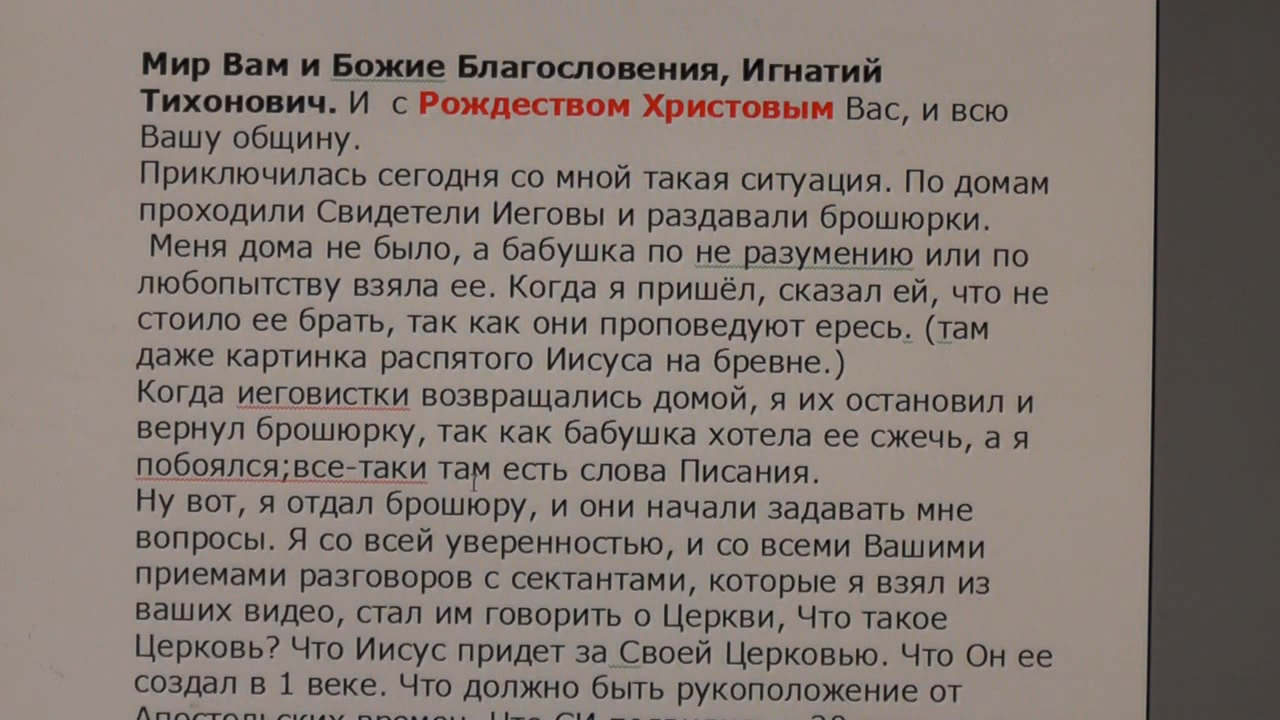 Мир Вам и Божие Благословения, Игнатий
Тихонович. И с Рождеством Христовым Вас, и всю
Вашу общину.
Приключилась сегодня со мной такая ситуация. По домам
проходили Свидетели Иеговы и раздавали брошюрки.
Меня дома не было, а бабушка по не разумению или по
любопытству взяла ее. Когда я пришёл, сказал ей, что не
стоило ее брать, так как они проповедуют ересь. (там
даже картинка распятого Иисуса на бревне.)
Когда иеговистки возвращались домой, я их остановил и
вернул брошюрку, так как бабушка хотела ее сжечь, а я
побоялся;все-таки там есть слова Писания.
Ну вот, я отдал брошюру, и они начали задавать мне
вопросы. Я со всей уверенностью, и со всеми Вашими
приемами разговоров с сектантами, которые я взял из
ваших видео, стал им говорить о Церкви, Что такое
Церковь? Что Иисус придет за Своей Церковью. Что Он ее
создал в 1 веке. Что должно быть рукоположение от
Апостольских времен. Что СИ